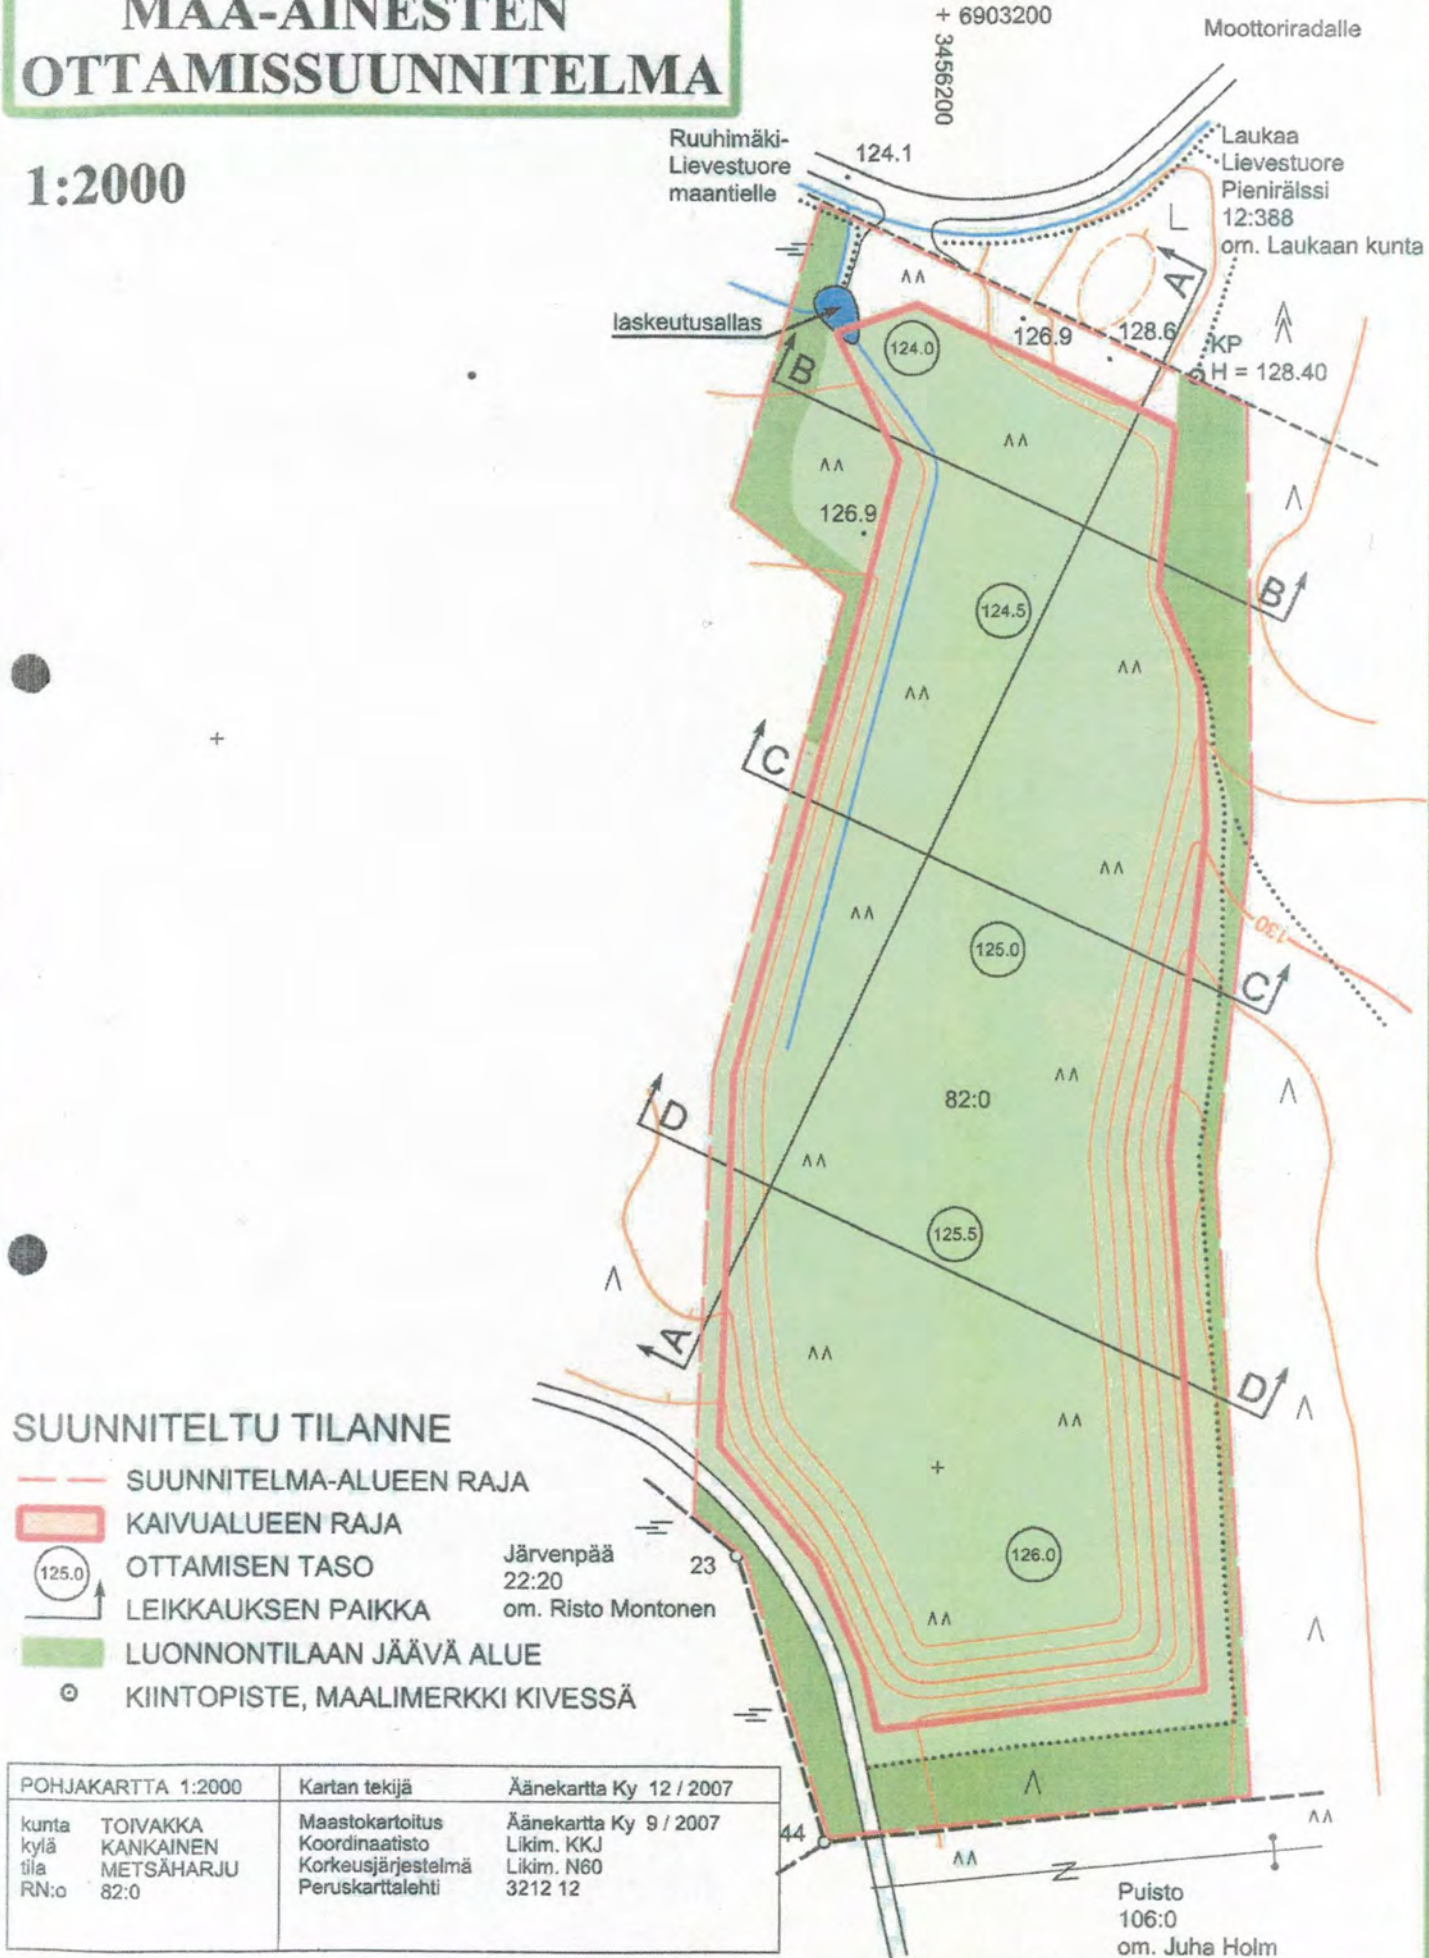 MAA-AINESTEN
OTTAMISSUUNNITELMA
1:2000
+ 6903200
3456200
Moottoriradalle
Ruuhimäki-
Lievestuore
maantielle
124.1
Laukaa
Lievestuore
Pienirälssi
12:388
om. Laukaan kunta
L
A
laskeutusallas
124.0
126.9
128.6
KP
H = 128.40
B
126.9
B
124.5
C
130
125.0
C
82:0
D
125.5
A
D
126.0
SUUNNITELTU TILANNE
SUUNNITELMA-ALUEEN RAJA
KAIVUALUEEN RAJA
125.0 OTTAMISEN TASO
LEIKKAUKSEN PAIKKA
LUONNONTILAAN JÄÄVÄ ALUE
KIINTOPISTE, MAALIMERKKI KIVESSÄ
Järvenpää
22:20
om. Risto Montonen
23
44
POHJAKARTTA 1:2000
kunta TOIVAKKA
kylä KANKAINEN
tila METSÄHARJU
RN:o 82:0
Kartan tekijä Äänekartta Ky 12 / 2007
Maastokartoitus Äänekartta Ky 9 / 2007
Koordinaatisto Likim. KKJ
Korkeusjärjestelmä Likim. N60
Peruskarttalehti 3212 12
Puisto
106:0
om. Juha Holm